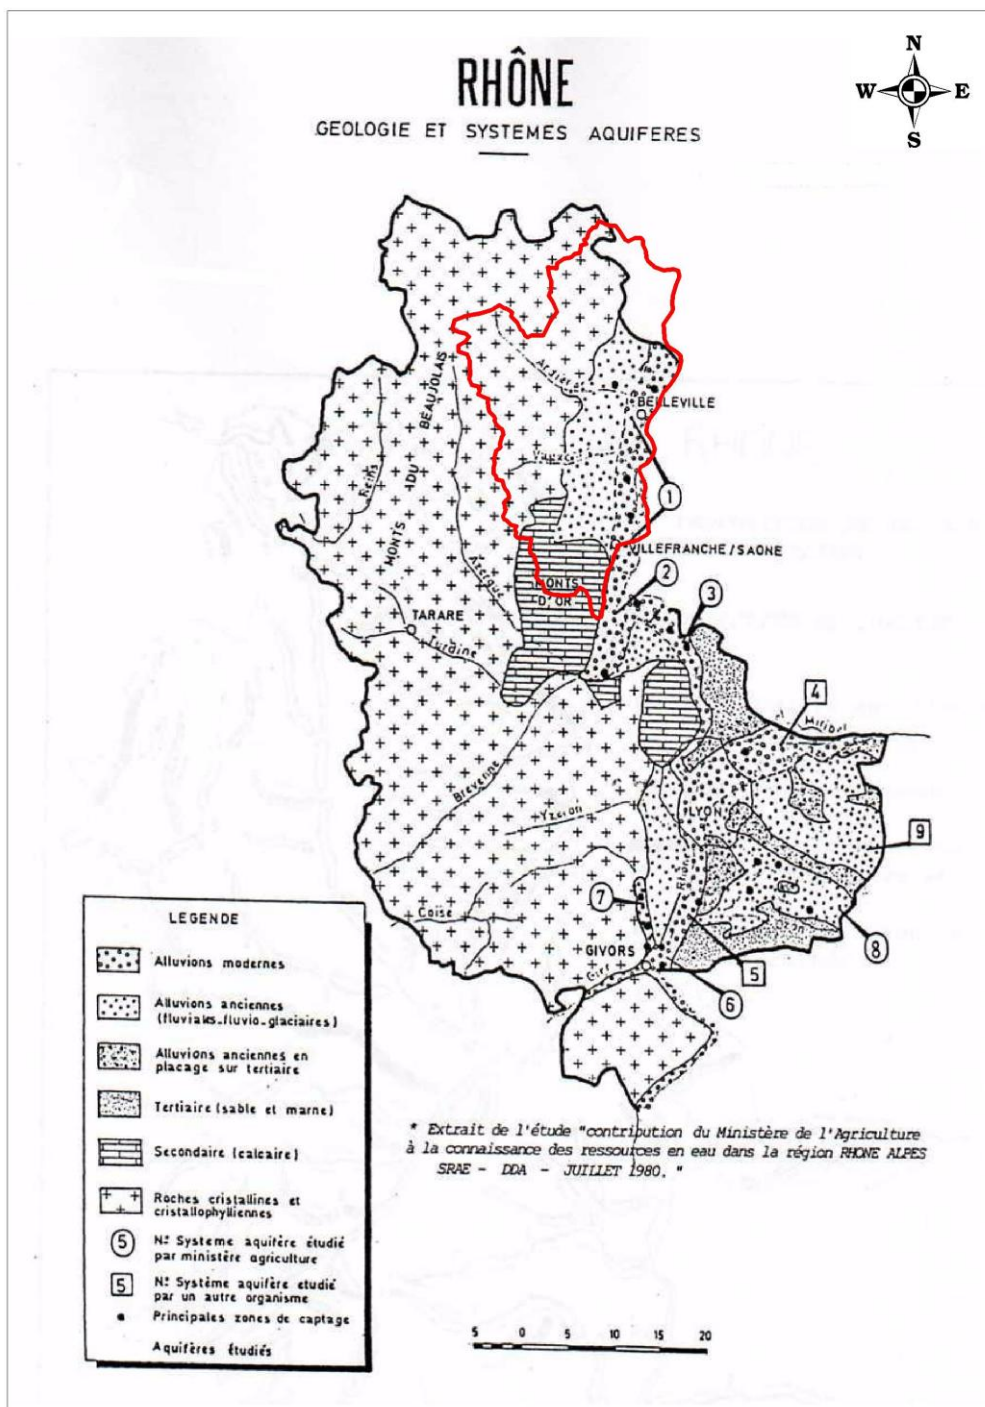 N
W E
S
RHÔNE
GEOLOGIE ET SYSTEMES AQUIFERES
MONTS DU BEAUJOLAIS
Reins
Azergue
BELLEVILLE
1
VILLEFRANCHE/SAONE
2
3
MONTS
D'OR
TARARE
Turdine
4
Miribel
Brevenne
Yzeron
LYON
9
Rhône
7
Coise
GIVORS
8
5
6
LEGENDE
Alluvions modernes
Alluvions anciennes
(fluviales_fluvio_glaciaires)
Alluvions anciennes en
placage sur tertiaire
Tertiaire (sable et marne)
Secondaire (calcaire)
Roches cristallines et
cristallophylliennes
5 N° Systeme aquifère étudié
par ministère agriculture
5 N° Système aquifère etudié
par un autre organisme
Principales zones de captage
Aquifères étudiés
* Extrait de l'étude "contribution du Ministère de l'Agriculture
à la connaissance des ressources en eau dans la région RHONE ALPES
SRAE - DDA - JUILLET 1980. "
5 0 5 10 15 20